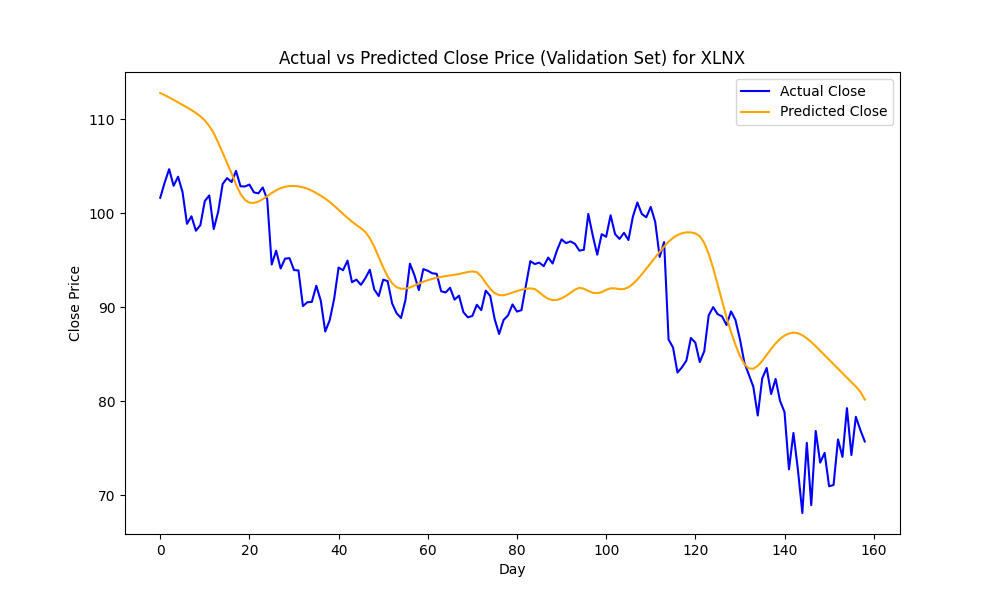 Actual vs Predicted Close Price (Validation Set) for XLNX
Actual Close
Predicted Close
Close Price
110
100
90
80
70
0 20 40 60 80 100 120 140 160
Day